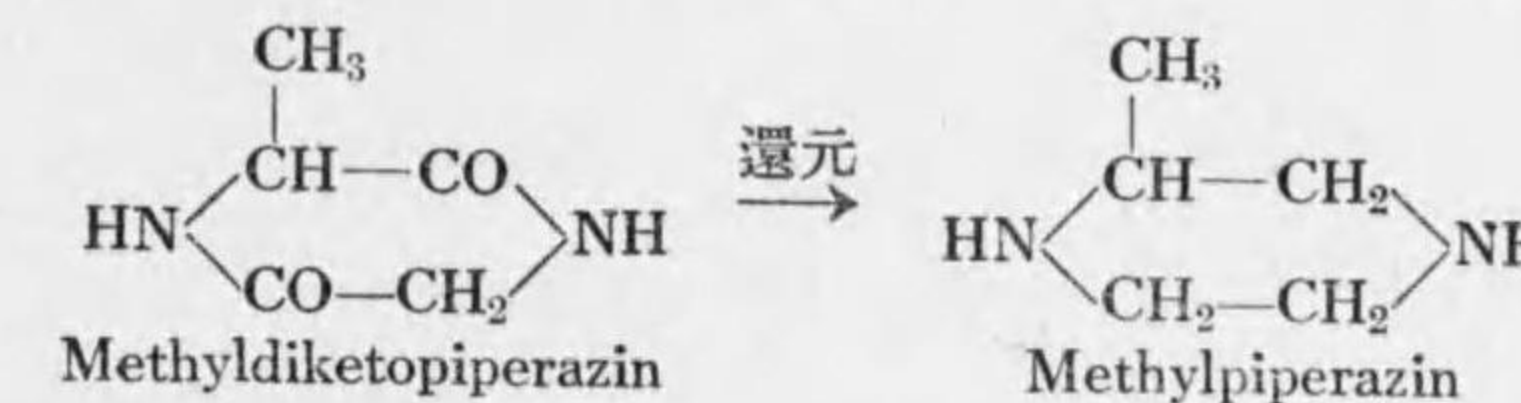 CH₃ CH₃
CH—CO 還元 CH—CH₂
HN NH HN N
CO—CH₂ CH₂—CH₂
Methyldiketopiperazin Methylpiperazin